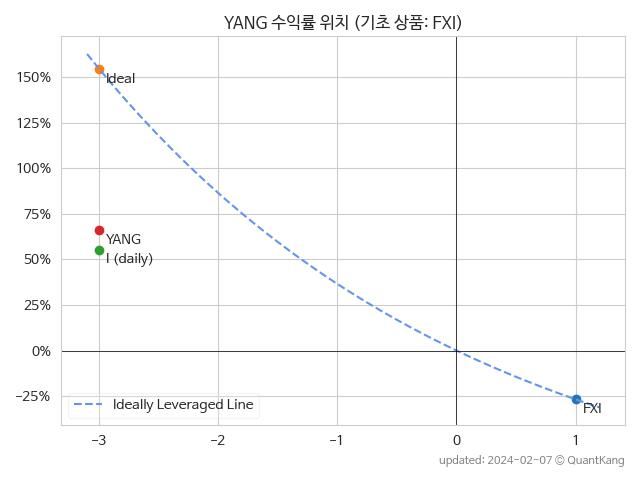 YANG 수익률 위치 (기초 상품: FXI)
150%
125%
100%
75%
50%
25%
0%
−25%
Ideal
YANG
I (daily)
FXI
Ideally Leveraged Line
−3 −2 −1 0 1
updated: 2024-02-07 © QuantKang